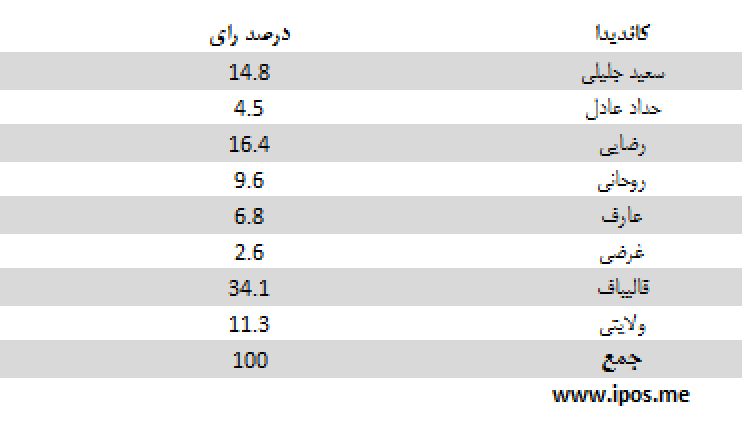 کاندیدا درصد رای
سعید جلیلی 14.8
حداد عادل 4.5
رضایی 16.4
روحانی 9.6
عارف 6.8
غرضی 2.6
قالیباف 34.1
ولایتی 11.3
جمع 100
www.ipos.me